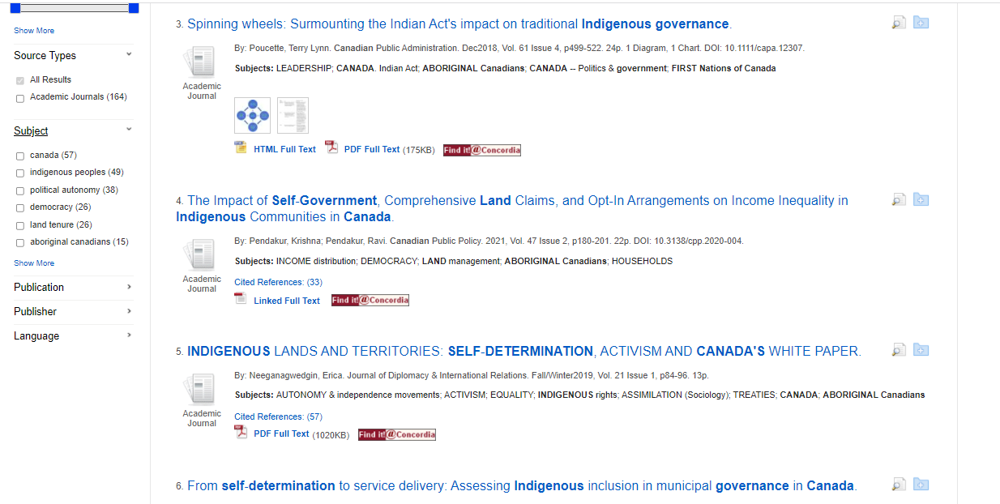 Show More
Source Types
All Results
Academic Journals (164)
Subject
canada (57)
indigenous peoples (49)
political autonomy (38)
democracy (26)
land tenure (26)
aboriginal canadians (15)
Show More
Publication
Publisher
Language
3. Spinning wheels: Surmounting the Indian Act's impact on traditional Indigenous governance.
By: Poucette, Terry Lynn. Canadian Public Administration. Dec2018, Vol. 61 Issue 4, p499-522. 24p. 1 Diagram, 1 Chart. DOI: 10.1111/capa.12307.
Subjects: LEADERSHIP; CANADA. Indian Act; ABORIGINAL Canadians; CANADA -- Politics & government; FIRST Nations of Canada
Academic
Journal
HTML Full Text PDF Full Text (175KB) Find it!@Concordia
4. The Impact of Self-Government, Comprehensive Land Claims, and Opt-In Arrangements on Income Inequality in
Indigenous Communities in Canada.
By: Pendakur, Krishna; Pendakur, Ravi. Canadian Public Policy. 2021, Vol. 47 Issue 2, p180-201. 22p. DOI: 10.3138/cpp.2020-004.
Subjects: INCOME distribution; DEMOCRACY; LAND management; ABORIGINAL Canadians; HOUSEHOLDS
Academic
Journal
Cited References: (33)
Linked Full Text Find it!@Concordia
5. INDIGENOUS LANDS AND TERRITORIES: SELF-DETERMINATION, ACTIVISM AND CANADA'S WHITE PAPER.
By: Neeganagwedgin, Erica. Journal of Diplomacy & International Relations. Fall/Winter2019, Vol. 21 Issue 1, p84-96. 13p.
Subjects: AUTONOMY & independence movements; ACTIVISM; EQUALITY; INDIGENOUS rights; ASSIMILATION (Sociology); TREATIES; CANADA; ABORIGINAL Canadians
Academic
Journal
Cited References: (57)
PDF Full Text (1020KB) Find it!@Concordia
6. From self-determination to service delivery: Assessing Indigenous inclusion in municipal governance in Canada.